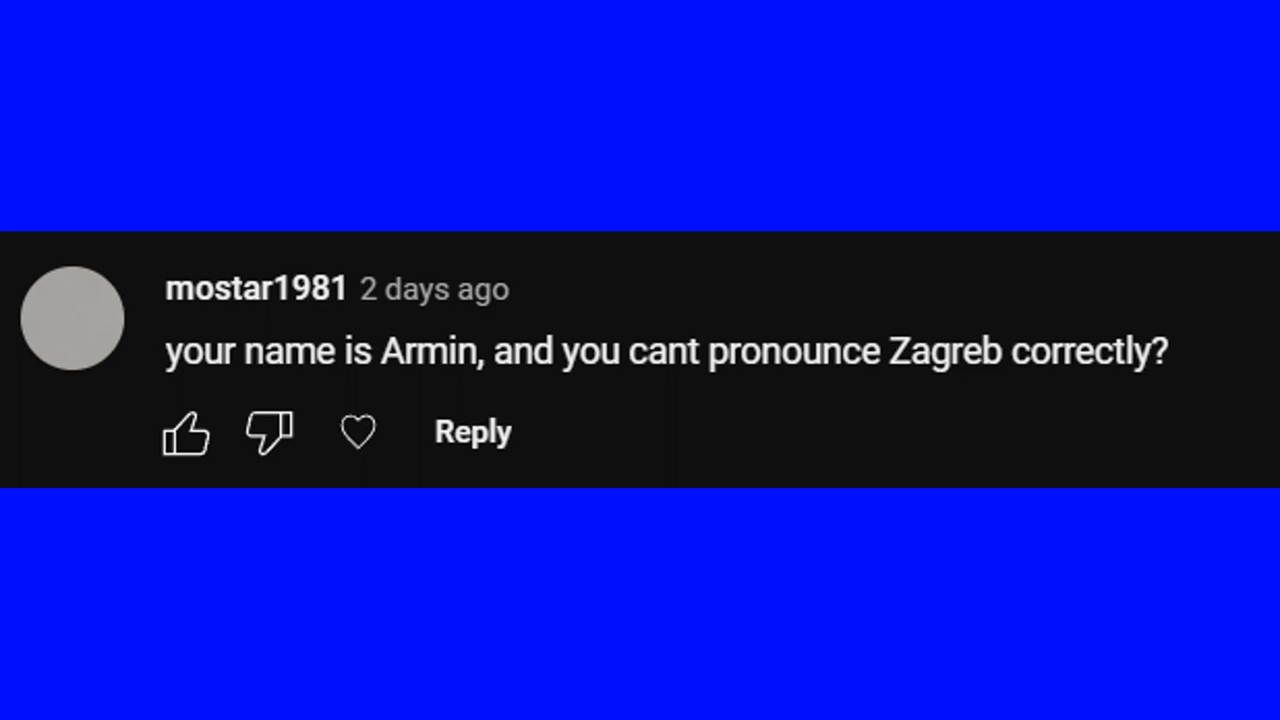 mostar1981 2 days ago
your name is Armin, and you cant pronounce Zagreb correctly?
Reply